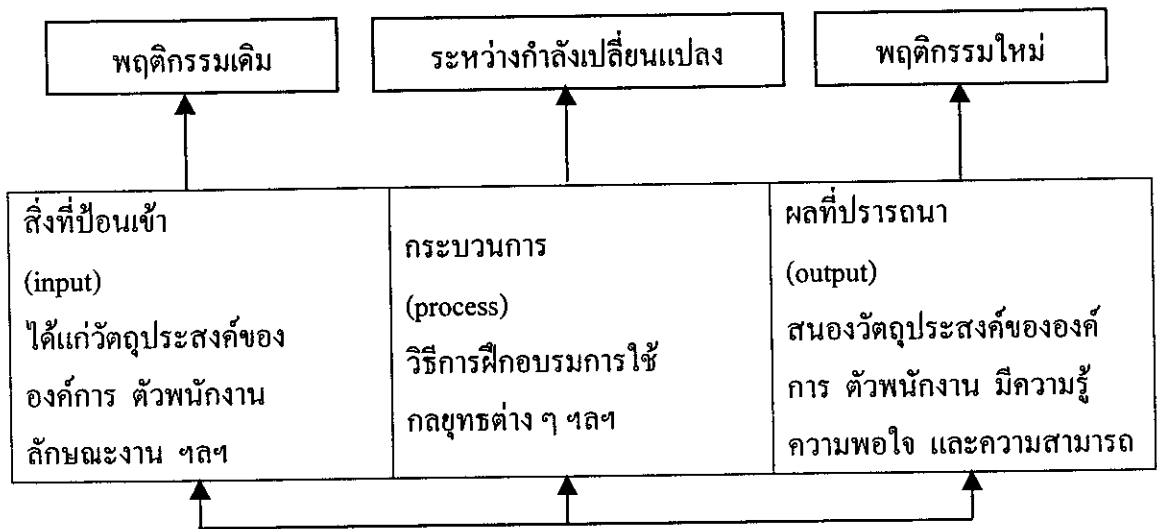 พฤติกรรมเดิม
ระหว่างกำลังเปลี่ยนแปลง
พฤติกรรมใหม่
สิ่งที่ป้อนเข้า
(input)
ได้แก่วัตถุประสงค์ของ
องค์การ ตัวพนักงาน
ลักษณะงาน ฯลฯ
กระบวนการ
(process)
วิธีการฝึกอบรมการใช้
กลยุทธต่าง ๆ ฯลฯ
ผลที่ปรารถนา
(output)
สนองวัตถุประสงค์ขององค์
การ ตัวพนักงาน มีความรู้
ความพอใจ และความสามารถ